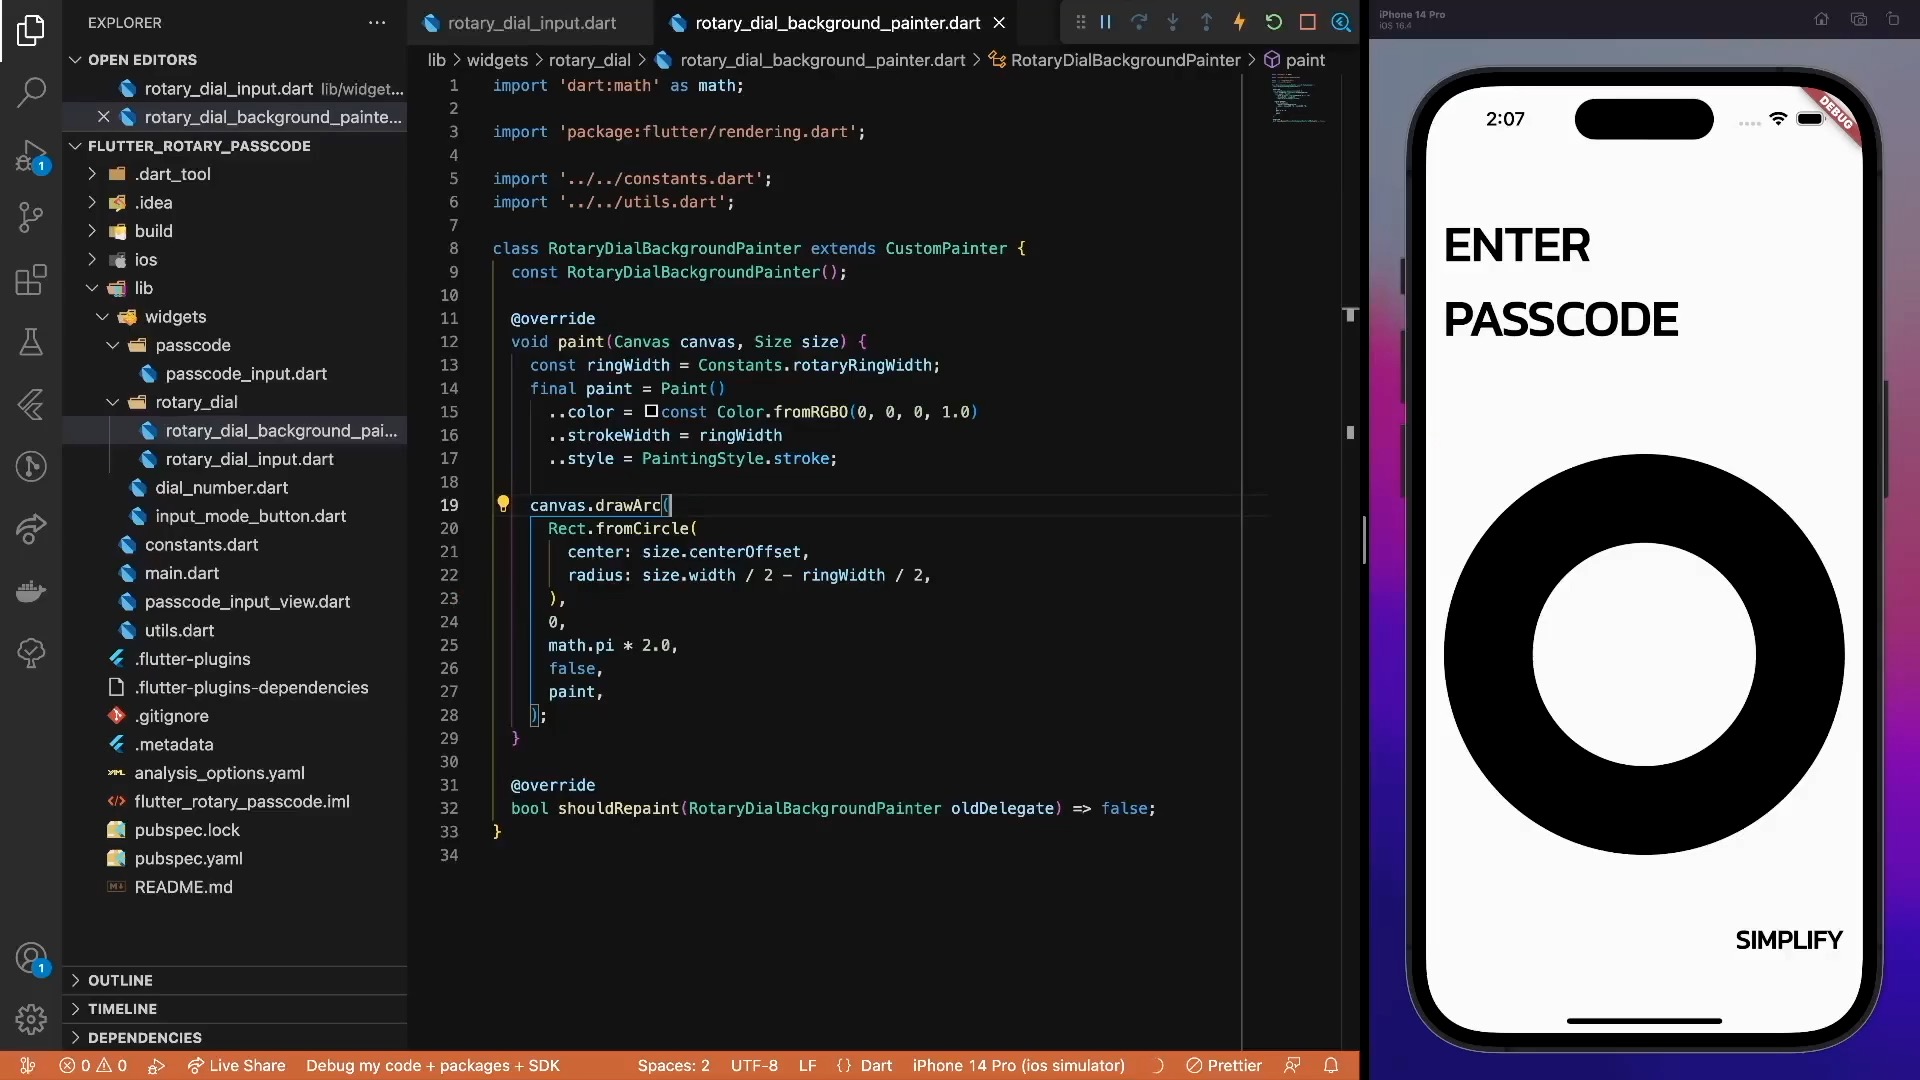 EXPLORER
OPEN EDITORS
rotary_dial_input.dart lib/widget...
rotary_dial_background_painte...
FLUTTER_ROTARY_PASSCODE
.dart_tool
.idea
build
ios
lib
widgets
passcode
passcode_input.dart
rotary_dial
rotary_dial_background_pai...
rotary_dial_input.dart
dial_number.dart
input_mode_button.dart
constants.dart
main.dart
passcode_input_view.dart
utils.dart
.flutter-plugins
.flutter-plugins-dependencies
.gitignore
.metadata
analysis_options.yaml
flutter_rotary_passcode.iml
pubspec.lock
pubspec.yaml
README.md
OUTLINE
TIMELINE
DEPENDENCIES
1
1
rotary_dial_input.dart
rotary_dial_background_painter.dart
lib > widgets > rotary_dial > rotary_dial_background_painter.dart > RotaryDialBackgroundPainter > paint
1 import 'dart:math' as math;
2
3 import 'package:flutter/rendering.dart';
4
5 import '../../constants.dart';
6 import '../../utils.dart';
7
8 class RotaryDialBackgroundPainter extends CustomPainter {
9 const RotaryDialBackgroundPainter();
10
11 @override
12 void paint(Canvas canvas, Size size) {
13 const ringWidth = Constants.rotaryRingWidth;
14 final paint = Paint()
15 ..color = const Color.fromRGBO(0, 0, 0, 1.0)
16 ..strokeWidth = ringWidth
17 ..style = PaintingStyle.stroke;
18
19 canvas.drawArc(
20 Rect.fromCircle(
21 center: size.centerOffset,
22 radius: size.width / 2 - ringWidth / 2,
23 ),
24 0,
25 math.pi * 2.0,
26 false,
27 paint,
28 );
29 }
30
31 @override
32 bool shouldRepaint(RotaryDialBackgroundPainter oldDelegate) => false;
33 }
34
0 0 Live Share Debug my code + packages + SDK Spaces: 2 UTF-8 LF {} Dart iPhone 14 Pro (ios simulator) Prettier
iPhone 14 Pro
iOS 16.4
2:07
DEBUG
ENTER
PASSCODE
SIMPLIFY